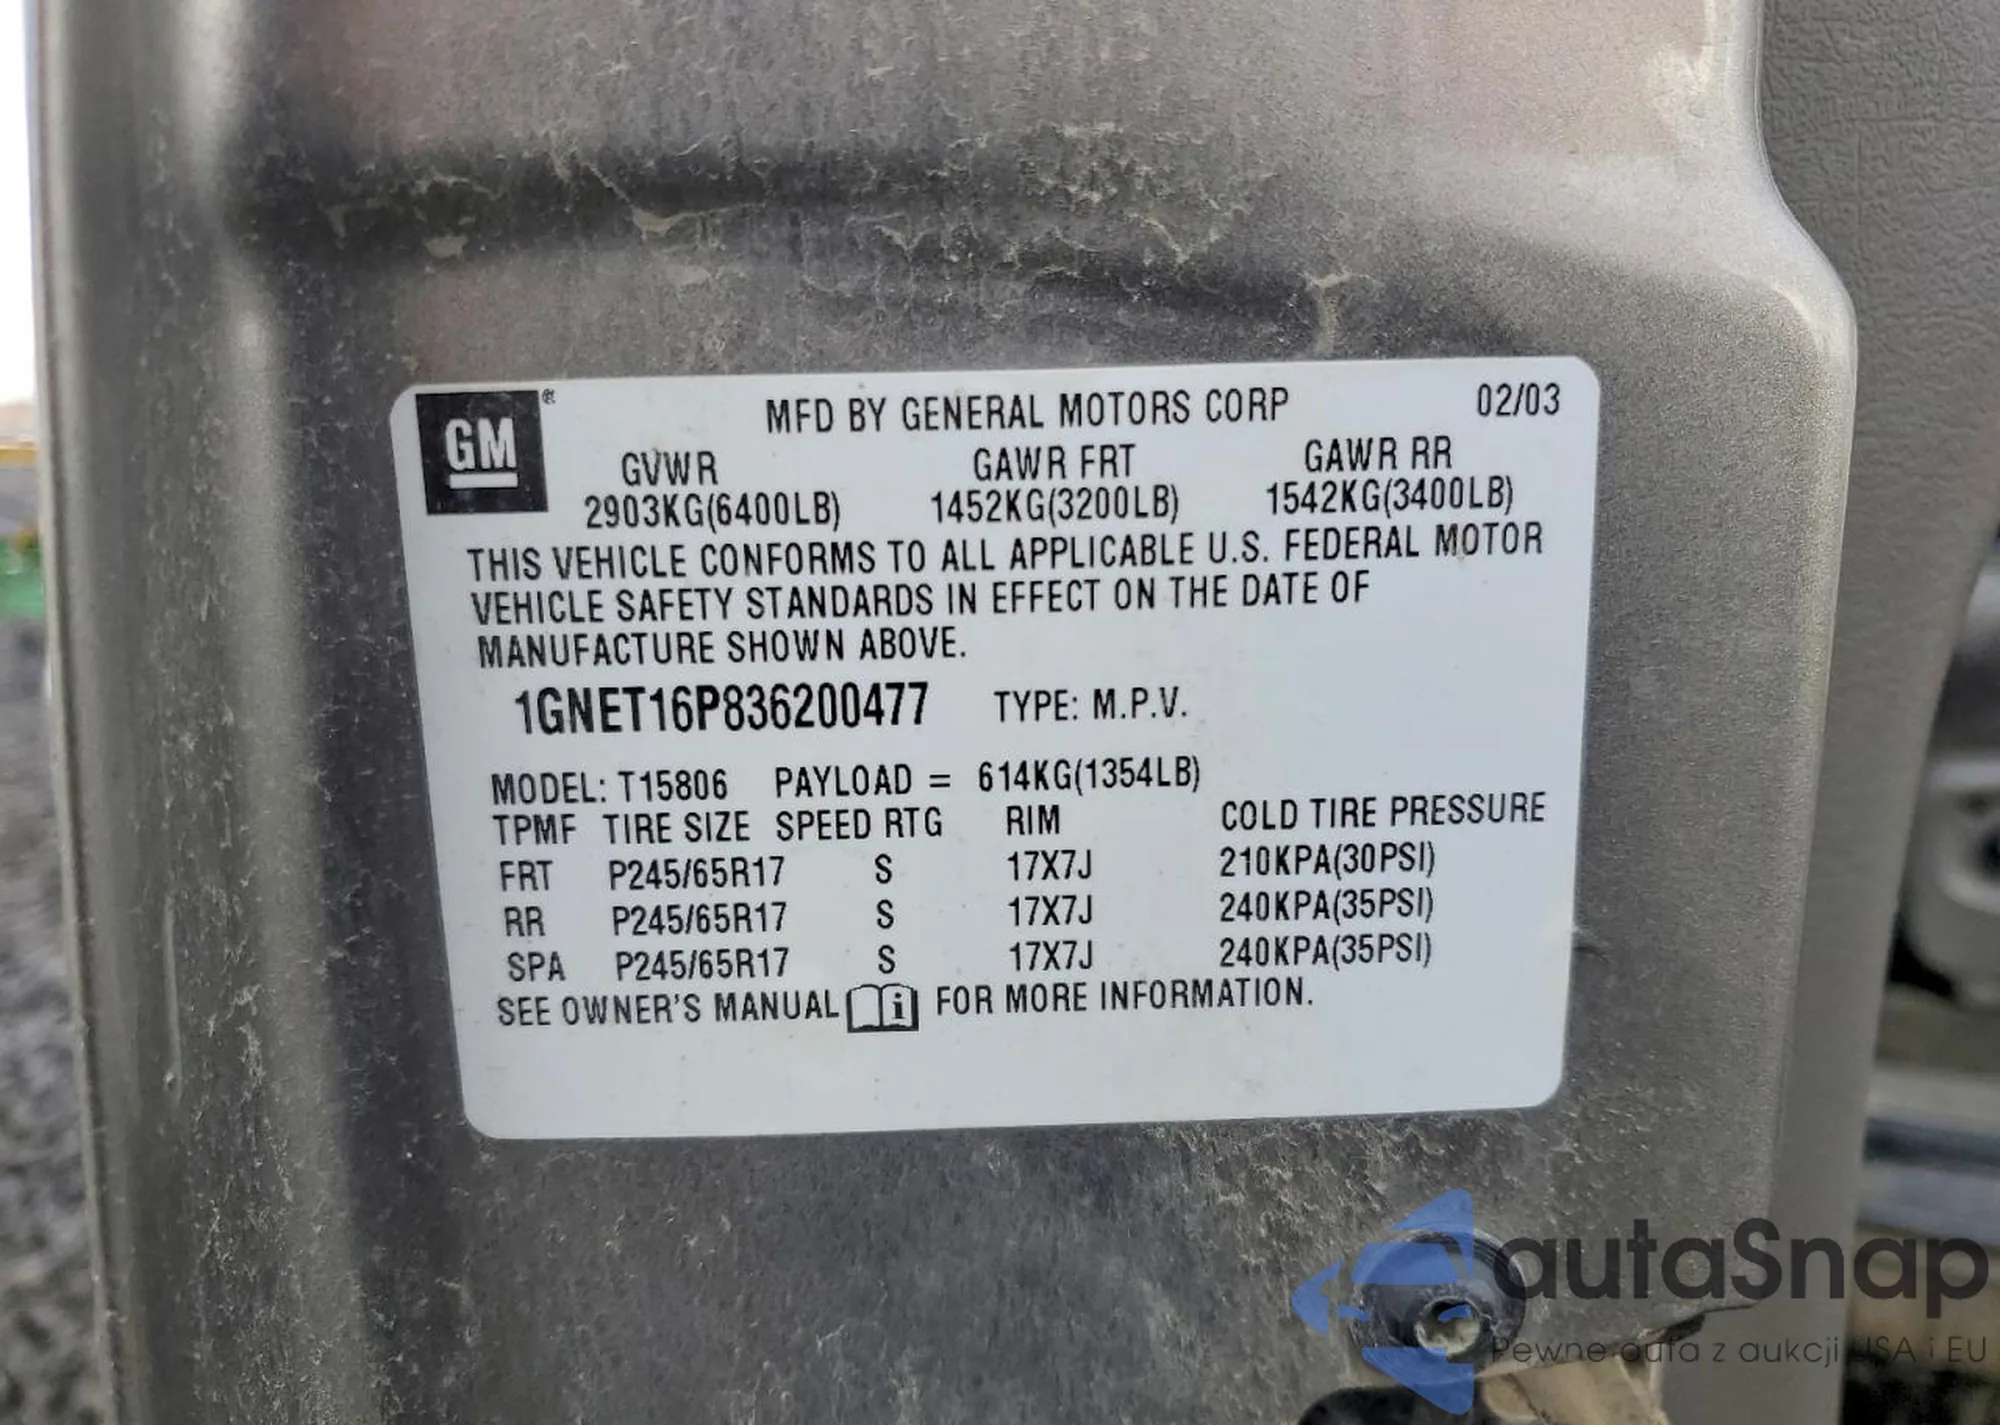 GM®
MFD BY GENERAL MOTORS CORP 02/03
GVWR GAWR FRT GAWR RR
2903KG(6400LB) 1452KG(3200LB) 1542KG(3400LB)
THIS VEHICLE CONFORMS TO ALL APPLICABLE U.S. FEDERAL MOTOR
VEHICLE SAFETY STANDARDS IN EFFECT ON THE DATE OF
MANUFACTURE SHOWN ABOVE.
1GNET16P836200477 TYPE: M.P.V.
MODEL: T15806 PAYLOAD = 614KG(1354LB)
TPMF TIRE SIZE SPEED RTG RIM COLD TIRE PRESSURE
FRT P245/65R17 S 17X7J 210KPA(30PSI)
RR P245/65R17 S 17X7J 240KPA(35PSI)
SPA P245/65R17 S 17X7J 240KPA(35PSI)
SEE OWNER'S MANUAL i FOR MORE INFORMATION.
autaSnap
Pewne auta z aukcji USA i EU